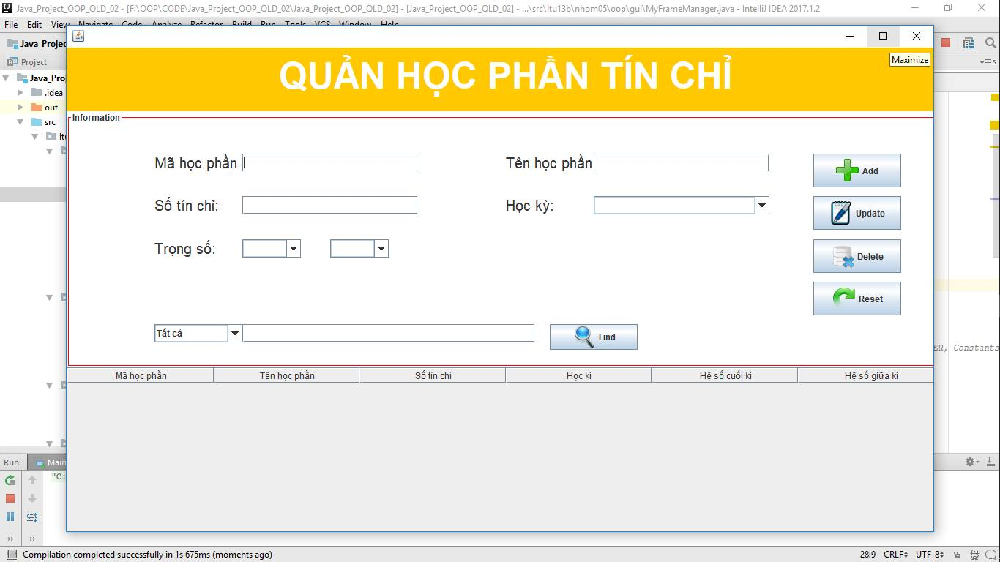 Java_Project_OOP_QLD_02 - [F:\OOP\CODE\Java_Project_OOP_QLD_02\Java_Project_OOP_QLD_02] - [Java_Project_OOP_QLD_02] - ...\src\ltu13b\nhom05\oop\gui\MyFrameManager.java - IntelliJ IDEA 2017.1.2
File Edit View Navigate Code Analyze Refactor Build Run Tools VCS Window Help
Java_Projec
Project
Maximize
QUẢN HỌC PHẦN TÍN CHỈ
Java_Proj
.idea
out
src
ltu
Information
Mã học phần Tên học phần Add
Số tín chỉ: Học kỳ: Update
Trọng số: Delete
Reset
Tất cả Find
ER, Constants
Mã học phần Tên học phần Số tín chỉ Học kì Hệ số cuối kì Hệ số giữa kì
Run: Main
"C:
Compilation completed successfully in 1s 675ms (moments ago) 28:9 CRLF UTF-8